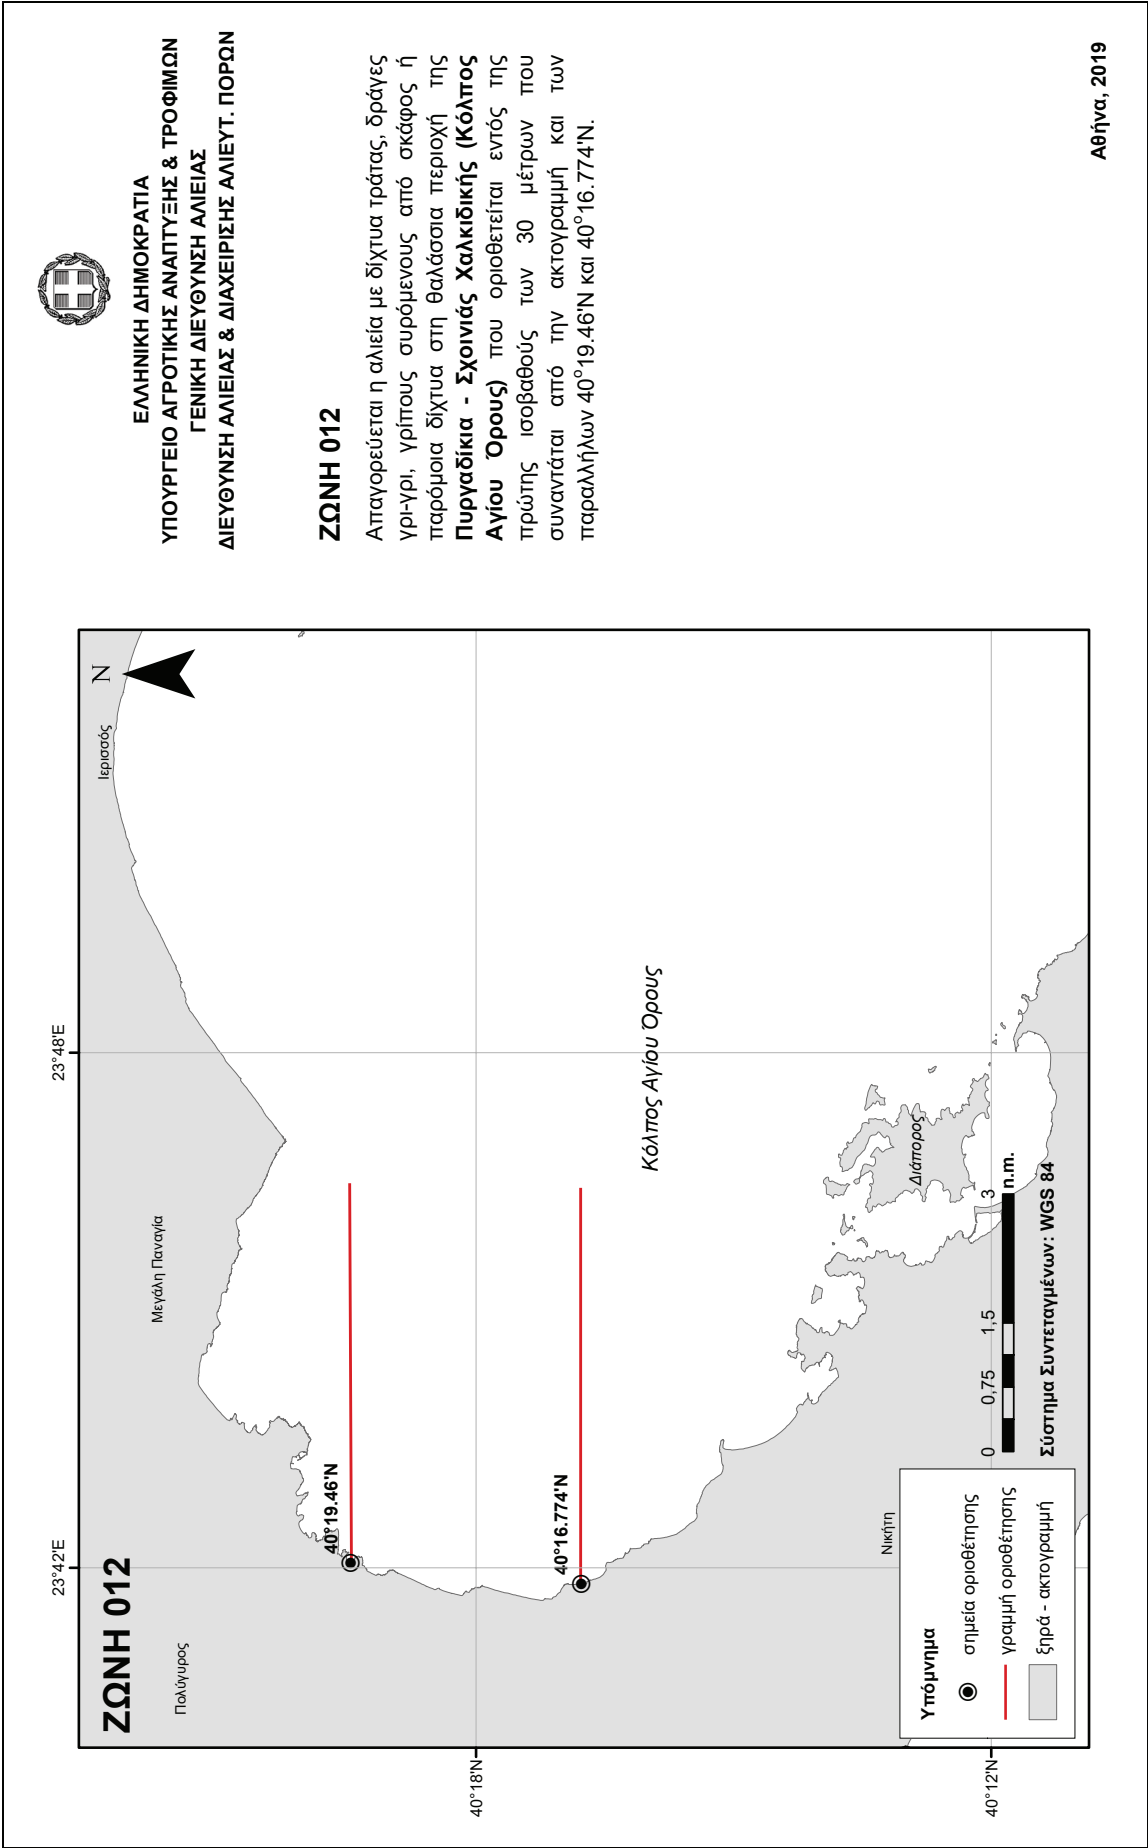 ΕΛΛΗΝΙΚΗ ΔΗΜΟΚΡΑΤΙΑ
ΥΠΟΥΡΓΕΙΟ ΑΓΡΟΤΙΚΗΣ ΑΝΑΠΤΥΞΗΣ & ΤΡΟΦΙΜΩΝ
ΓΕΝΙΚΗ ΔΙΕΥΘΥΝΣΗ ΑΛΙΕΙΑΣ
ΔΙΕΥΘΥΝΣΗ ΑΛΙΕΙΑΣ & ΔΙΑΧΕΙΡΙΣΗΣ ΑΛΙΕΥΤ. ΠΟΡΩΝ
ΖΩΝΗ 012
Απαγορεύεται η αλιεία με δίχτυα τράτας, δράγες
γρι-γρι, γρίπους συρόμενους από σκάφος ή
παρόμοια δίχτυα στη θαλάσσια περιοχή της
Πυργαδίκια - Σχοινιάς Χαλκιδικής (Κόλπος
Αγίου Όρους) που οριοθετείται εντός της
πρώτης ισοβαθούς των 30 μέτρων που
συναντάται από την ακτογραμμή και των
παραλλήλων 40°19.46'N και 40°16.774'N.
Αθήνα, 2019
ΖΩΝΗ 012
23°42'E
23°48'E
N
Ιερισσός
Μεγάλη Παναγία
Πολύγυρος
40°19.46'N
40°18'N
40°16.774'N
Κόλπος Αγίου Όρους
Διάπορος
Νικήτη
40°12'N
Υπόμνημα
σημεία οριοθέτησης
γραμμή οριοθέτησης
ξηρά - ακτογραμμή
0 0,75 1,5 3
n.m.
Σύστημα Συντεταγμένων: WGS 84